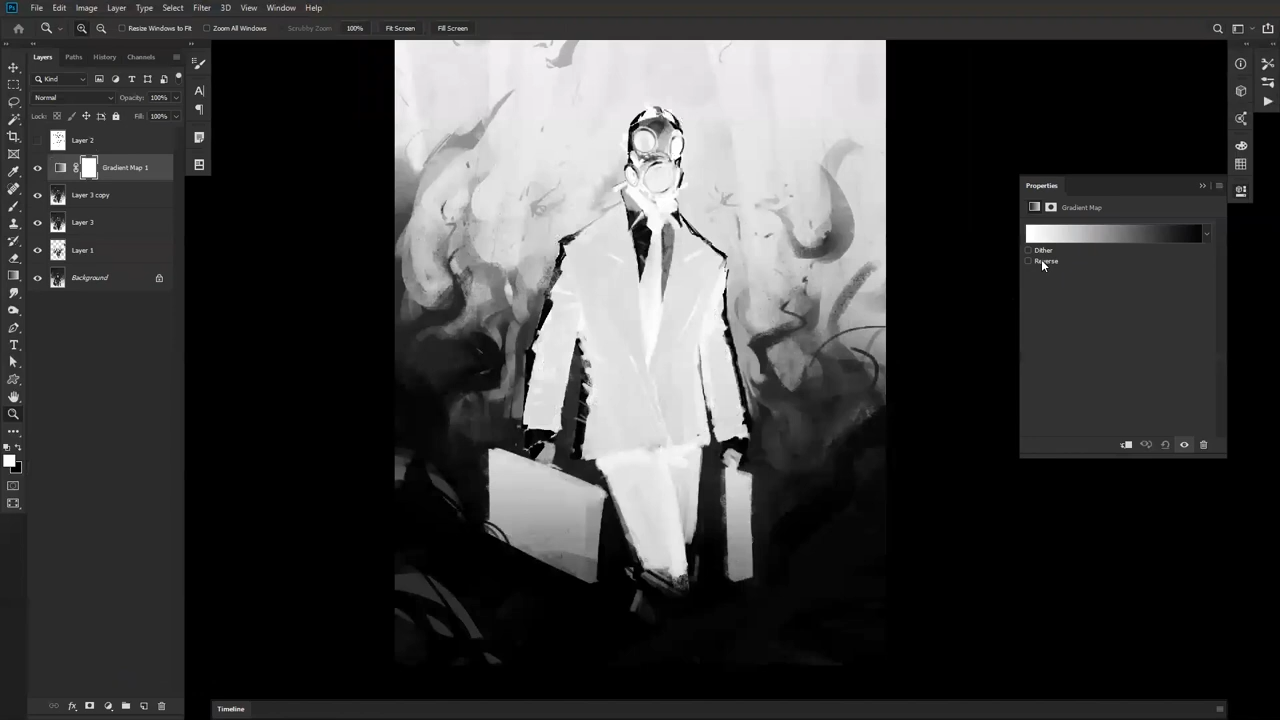 Ps File Edit Image Layer Type Select Filter 3D View Window Help
Resize Windows to Fit Zoom All Windows Scrubby Zoom 100% Fit Screen Fill Screen
Layers Paths History Channels
Kind
Normal Opacity: 100%
Lock: Fill: 100%
Layer 2
Gradient Map 1
Layer 3 copy
Layer 3
Layer 1
Background
Properties
Gradient Map
Dither
Reverse
Timeline